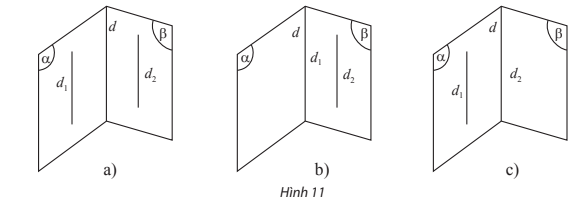 d β d β d β
α α α
d₁ d₂ d₁ d₂ d₁ d₂
a) b) c)
Hình 11